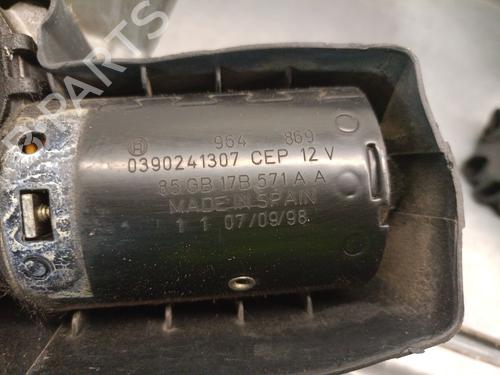 964 869
0390241307 CEP 12 V
85 GB 17B 571 A A
MADE IN SPAIN
1 1 07/09/98
B-PARTS